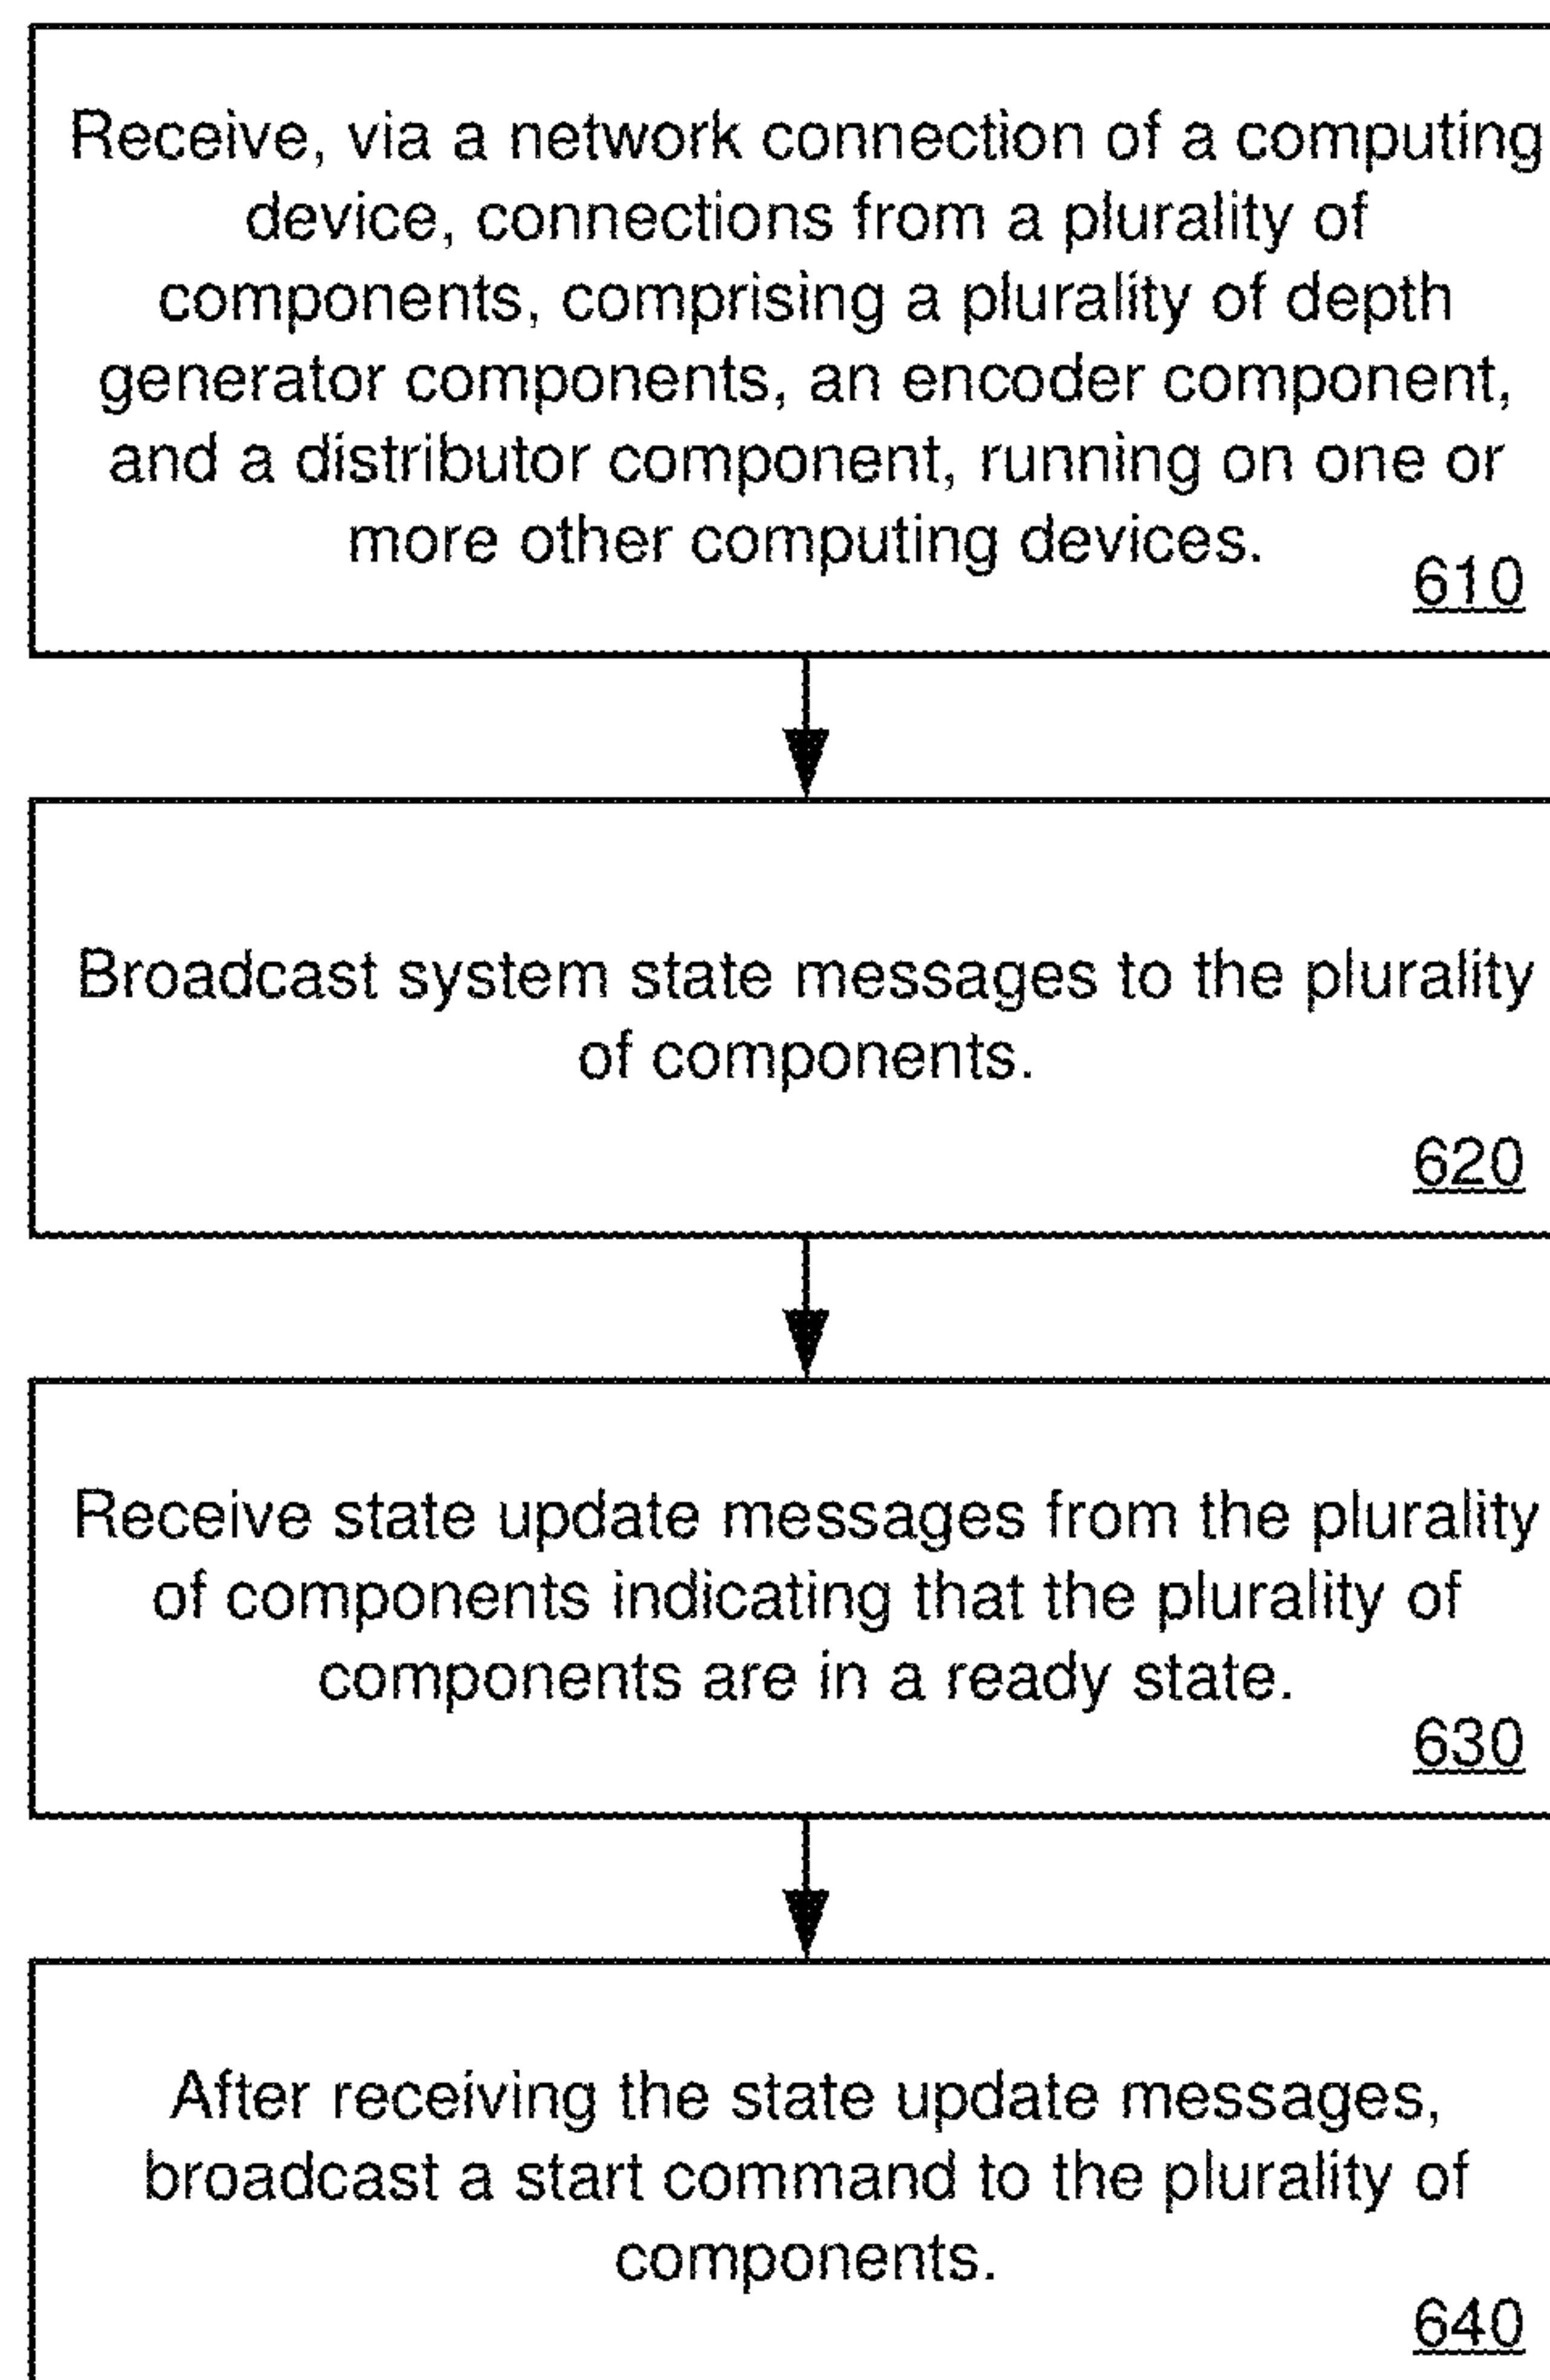 Receive, via a network connection of a computing
device, connections from a plurality of
components, comprising a plurality of depth
generator components, an encoder component,
and a distributor component, running on one or
more other computing devices.
610
Broadcast system state messages to the plurality
of components.
620
Receive state update messages from the plurality
of components indicating that the plurality of
components are in a ready state.
630
After receiving the state update messages,
broadcast a start command to the plurality of
components.
640